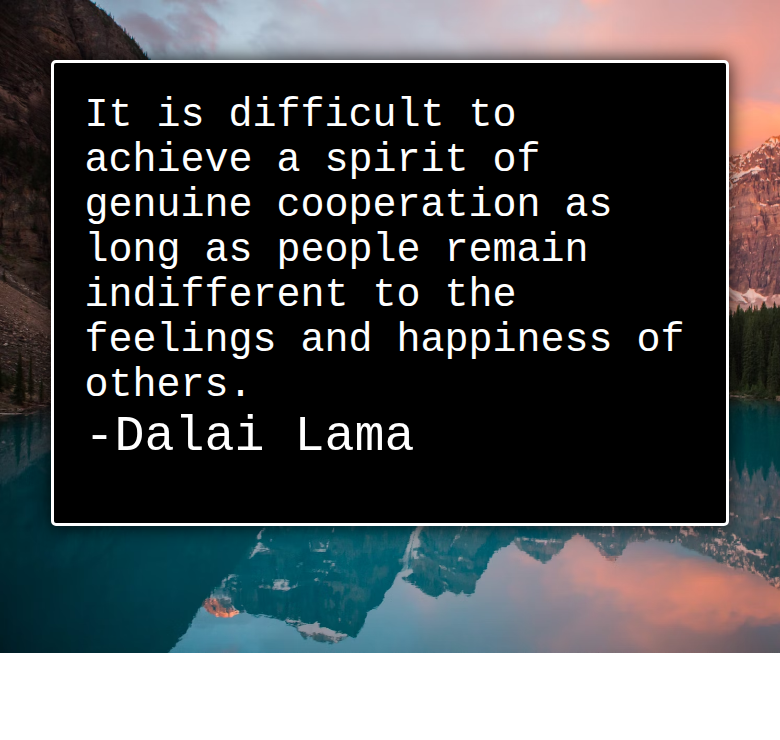 It is difficult to
achieve a spirit of
genuine cooperation as
long as people remain
indifferent to the
feelings and happiness of
others.
-Dalai Lama